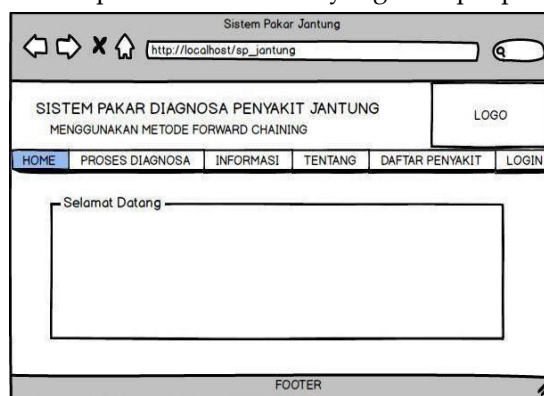 Sistem Pakar Jantung
http://localhost/sp_jantung
SISTEM PAKAR DIAGNOSA PENYAKIT JANTUNG
MENGGUNAKAN METODE FORWARD CHAINING
LOGO
HOME PROSES DIAGNOSA INFORMASI TENTANG DAFTAR PENYAKIT LOGIN
Selamat Datang
FOOTER